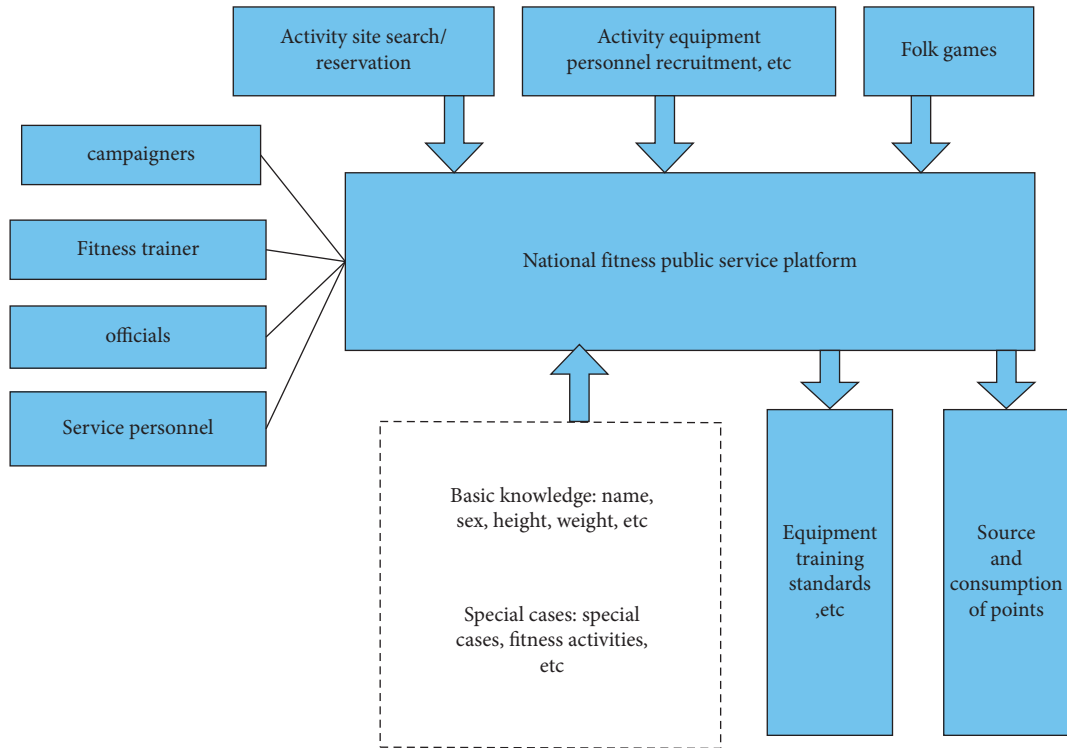 Activity site search/
reservation
Activity equipment
personnel recruitment, etc
Folk games
campaigners
Fitness trainer
officials
Service personnel
National fitness public service platform
Basic knowledge: name,
sex, height, weight, etc
Special cases: special
cases, fitness activities,
etc
Equipment
training
standards
,etc
Source
and
consumption
of points